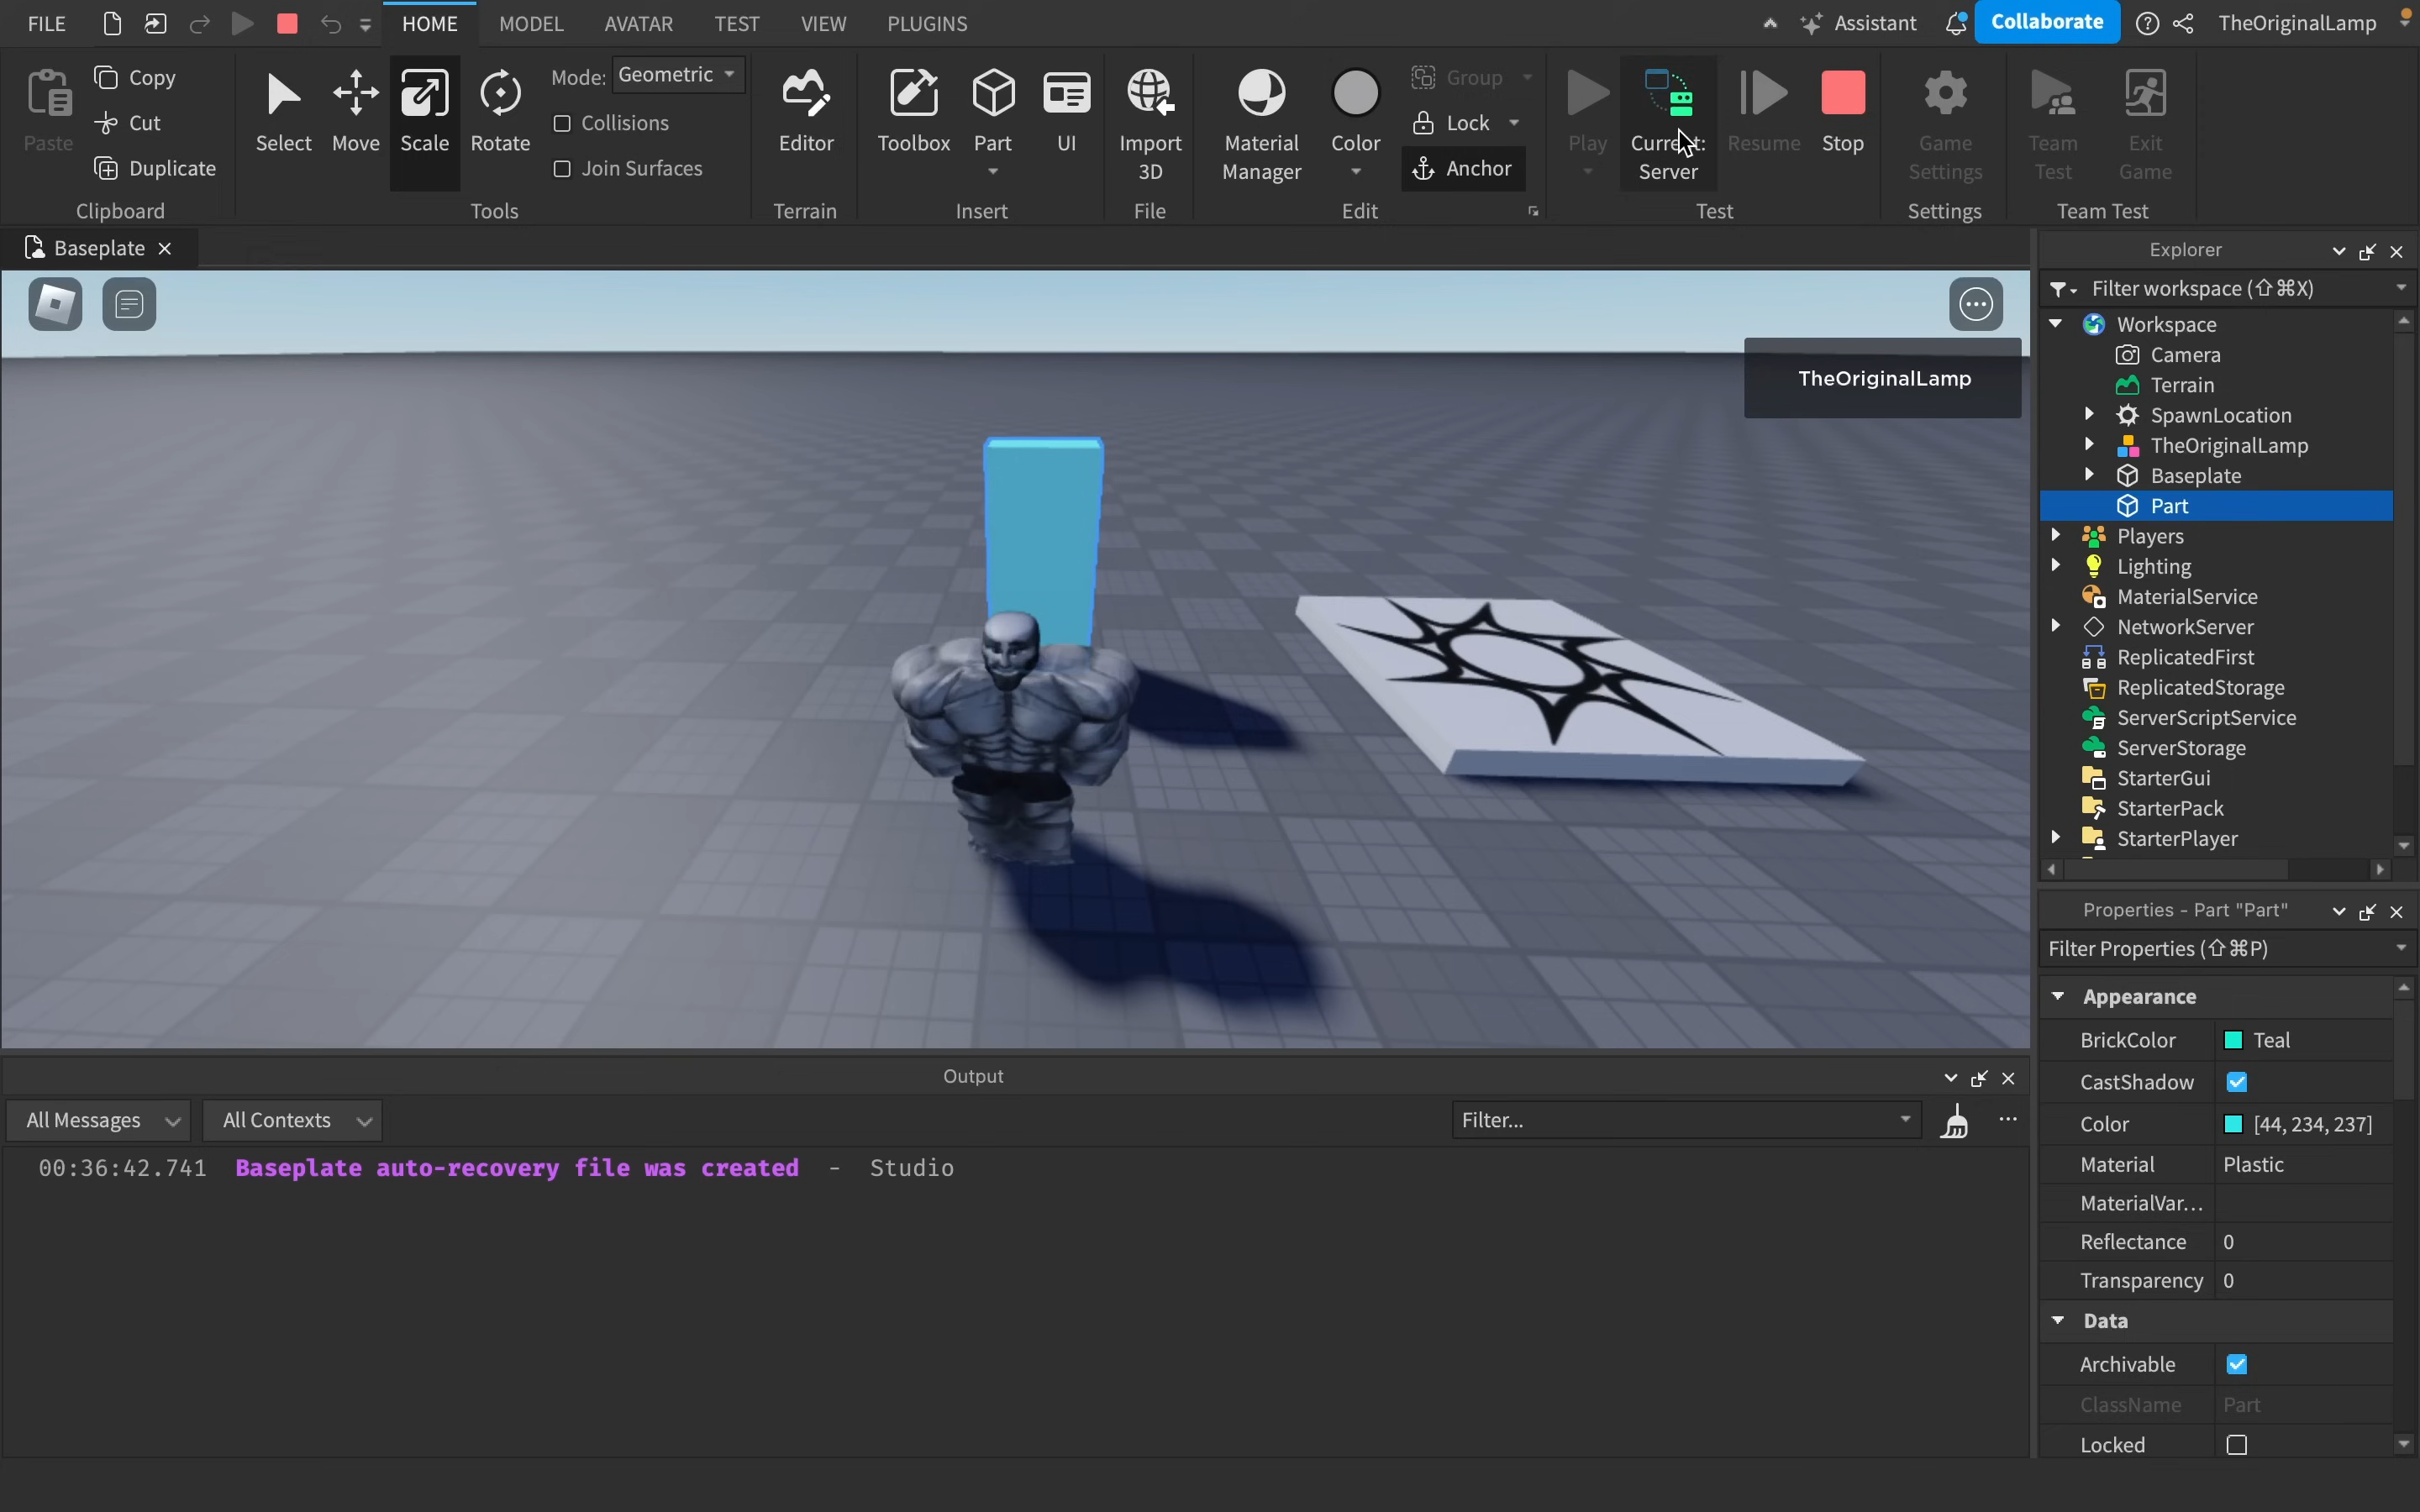 FILE
HOME
MODEL
AVATAR
TEST
VIEW
PLUGINS
Assistant
Collaborate
TheOriginalLamp
Paste
Copy
Cut
Duplicate
Clipboard
Select
Move
Scale
Rotate
Mode: Geometric
Collisions
Join Surfaces
Tools
Editor
Terrain
Toolbox
Part
UI
Insert
Import
3D
File
Material
Manager
Color
Group
Lock
Anchor
Edit
Play
Current:
Server
Resume
Stop
Test
Game
Settings
Settings
Team
Test
Exit
Game
Team Test
Baseplate
TheOriginalLamp
Explorer
Filter workspace (⇧⌘X)
Workspace
Camera
Terrain
SpawnLocation
TheOriginalLamp
Baseplate
Part
Players
Lighting
MaterialService
NetworkServer
ReplicatedFirst
ReplicatedStorage
ServerScriptService
ServerStorage
StarterGui
StarterPack
StarterPlayer
Properties - Part "Part"
Filter Properties (⇧⌘P)
Appearance
BrickColor Teal
CastShadow
Color [44, 234, 237]
Material Plastic
MaterialVar...
Reflectance 0
Transparency 0
Data
Archivable
ClassName Part
Locked
Output
All Messages
All Contexts
Filter...
00:36:42.741 Baseplate auto-recovery file was created - Studio